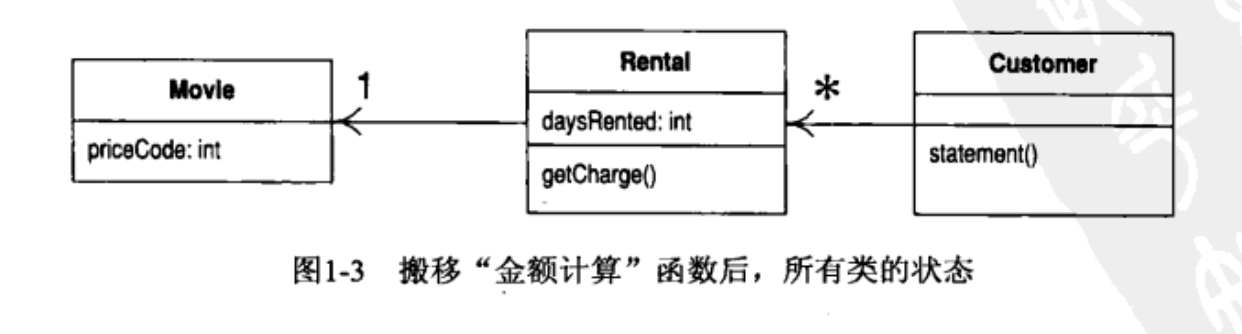 Movie
priceCode: int
1
Rental
daysRented: int
getCharge()
*
Customer
statement()
图1-3 搬移“金额计算”函数后，所有类的状态